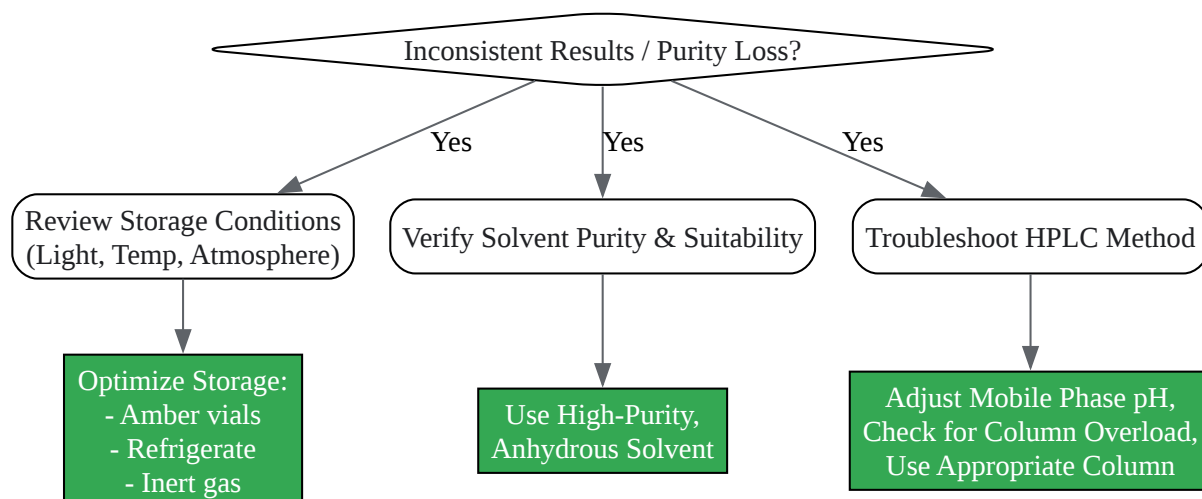 Inconsistent Results / Purity Loss?
Yes
Yes
Yes
Review Storage Conditions
(Light, Temp, Atmosphere)
Verify Solvent Purity & Suitability
Troubleshoot HPLC Method
Optimize Storage:
- Amber vials
- Refrigerate
- Inert gas
Use High-Purity,
Anhydrous Solvent
Adjust Mobile Phase pH,
Check for Column Overload,
Use Appropriate Column